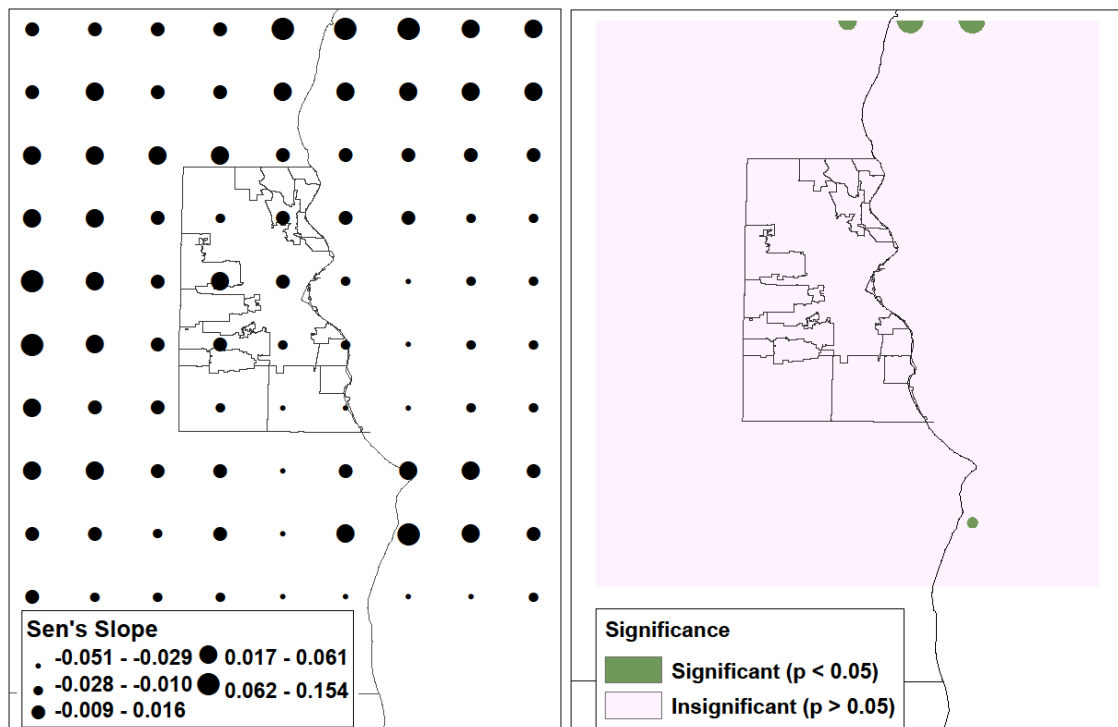 Sen's Slope
-0.051 - -0.029 0.017 - 0.061
-0.028 - -0.010 0.062 - 0.154
-0.009 - 0.016
Significance
Significant (p < 0.05)
Insignificant (p > 0.05)